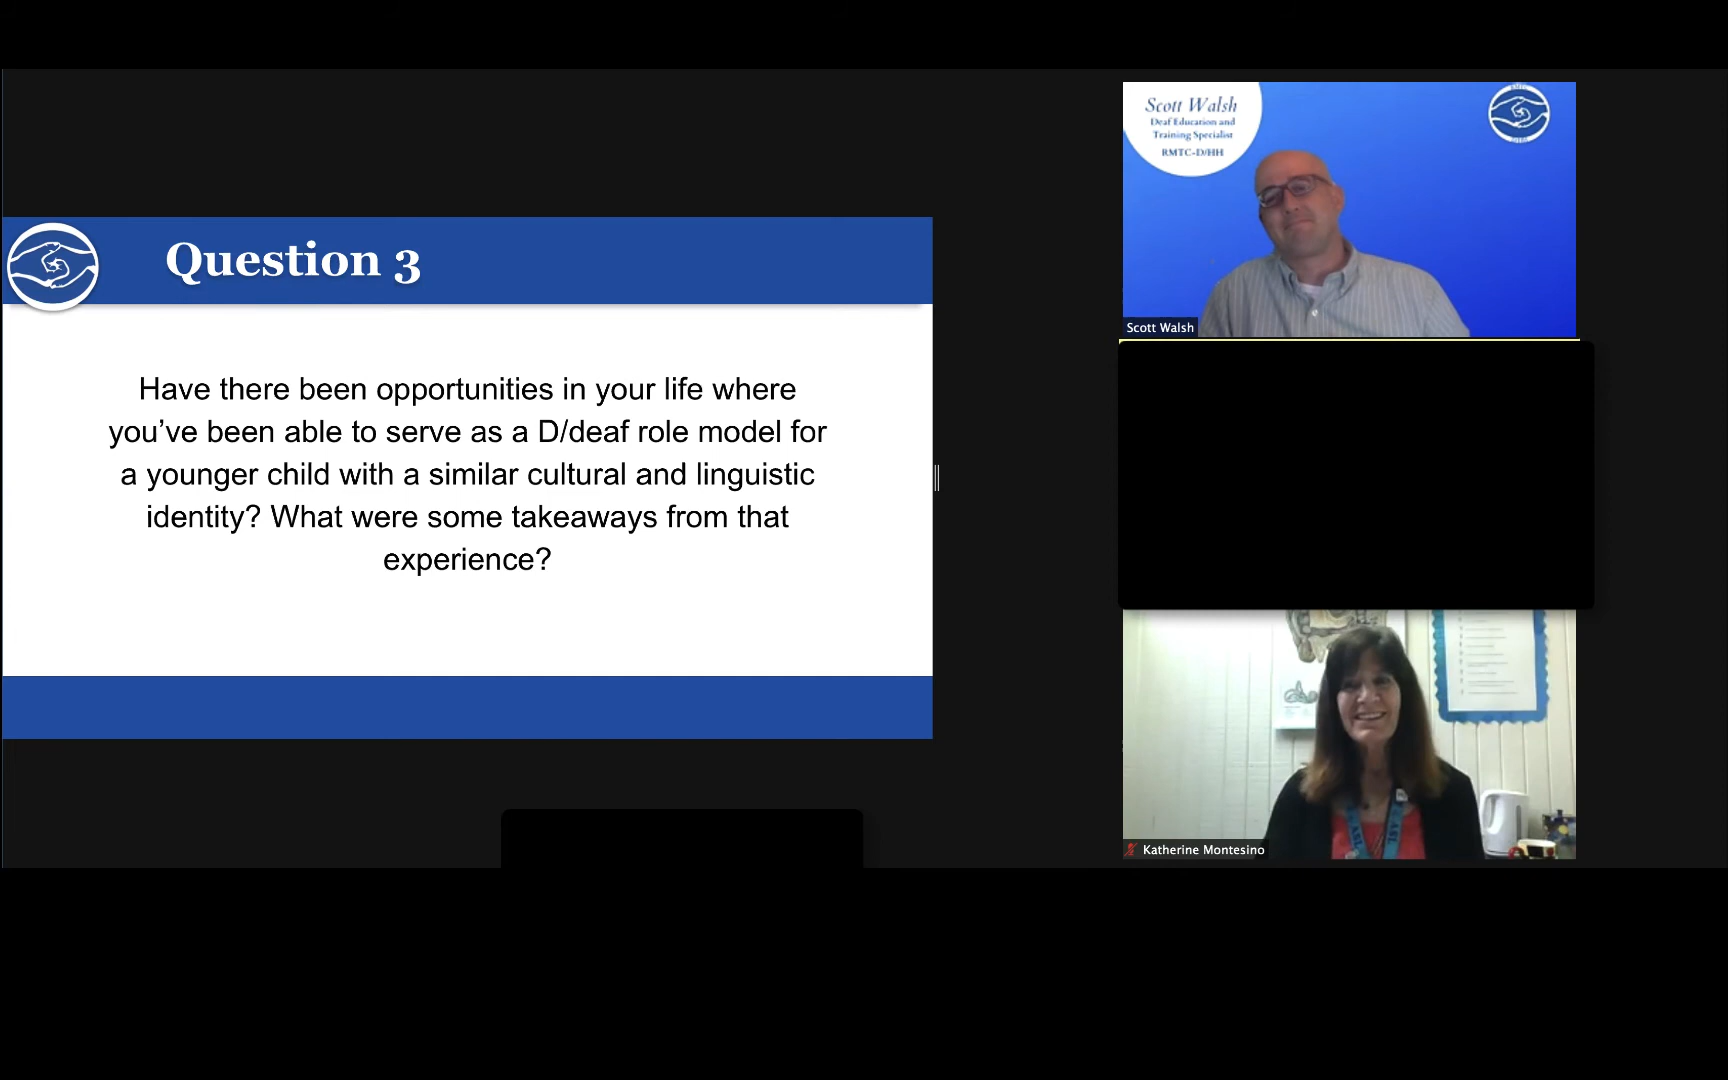 Question 3
Have there been opportunities in your life where
you've been able to serve as a D/deaf role model for
a younger child with a similar cultural and linguistic
identity? What were some takeaways from that
experience?
Scott Walsh
Deaf Education and
Training Specialist
RMTC-D/HH
Scott Walsh
ASL
ASL
Katherine Montesino